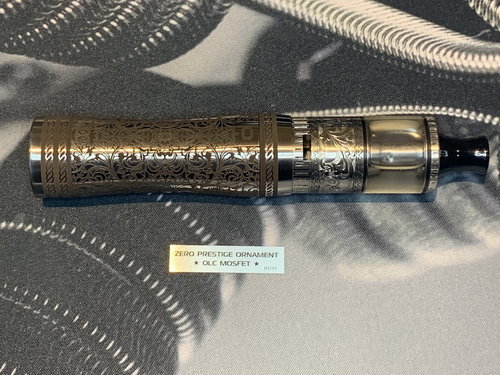 ZERO PRESTIGE ORNAMENT
★ OLC MOSFET ★